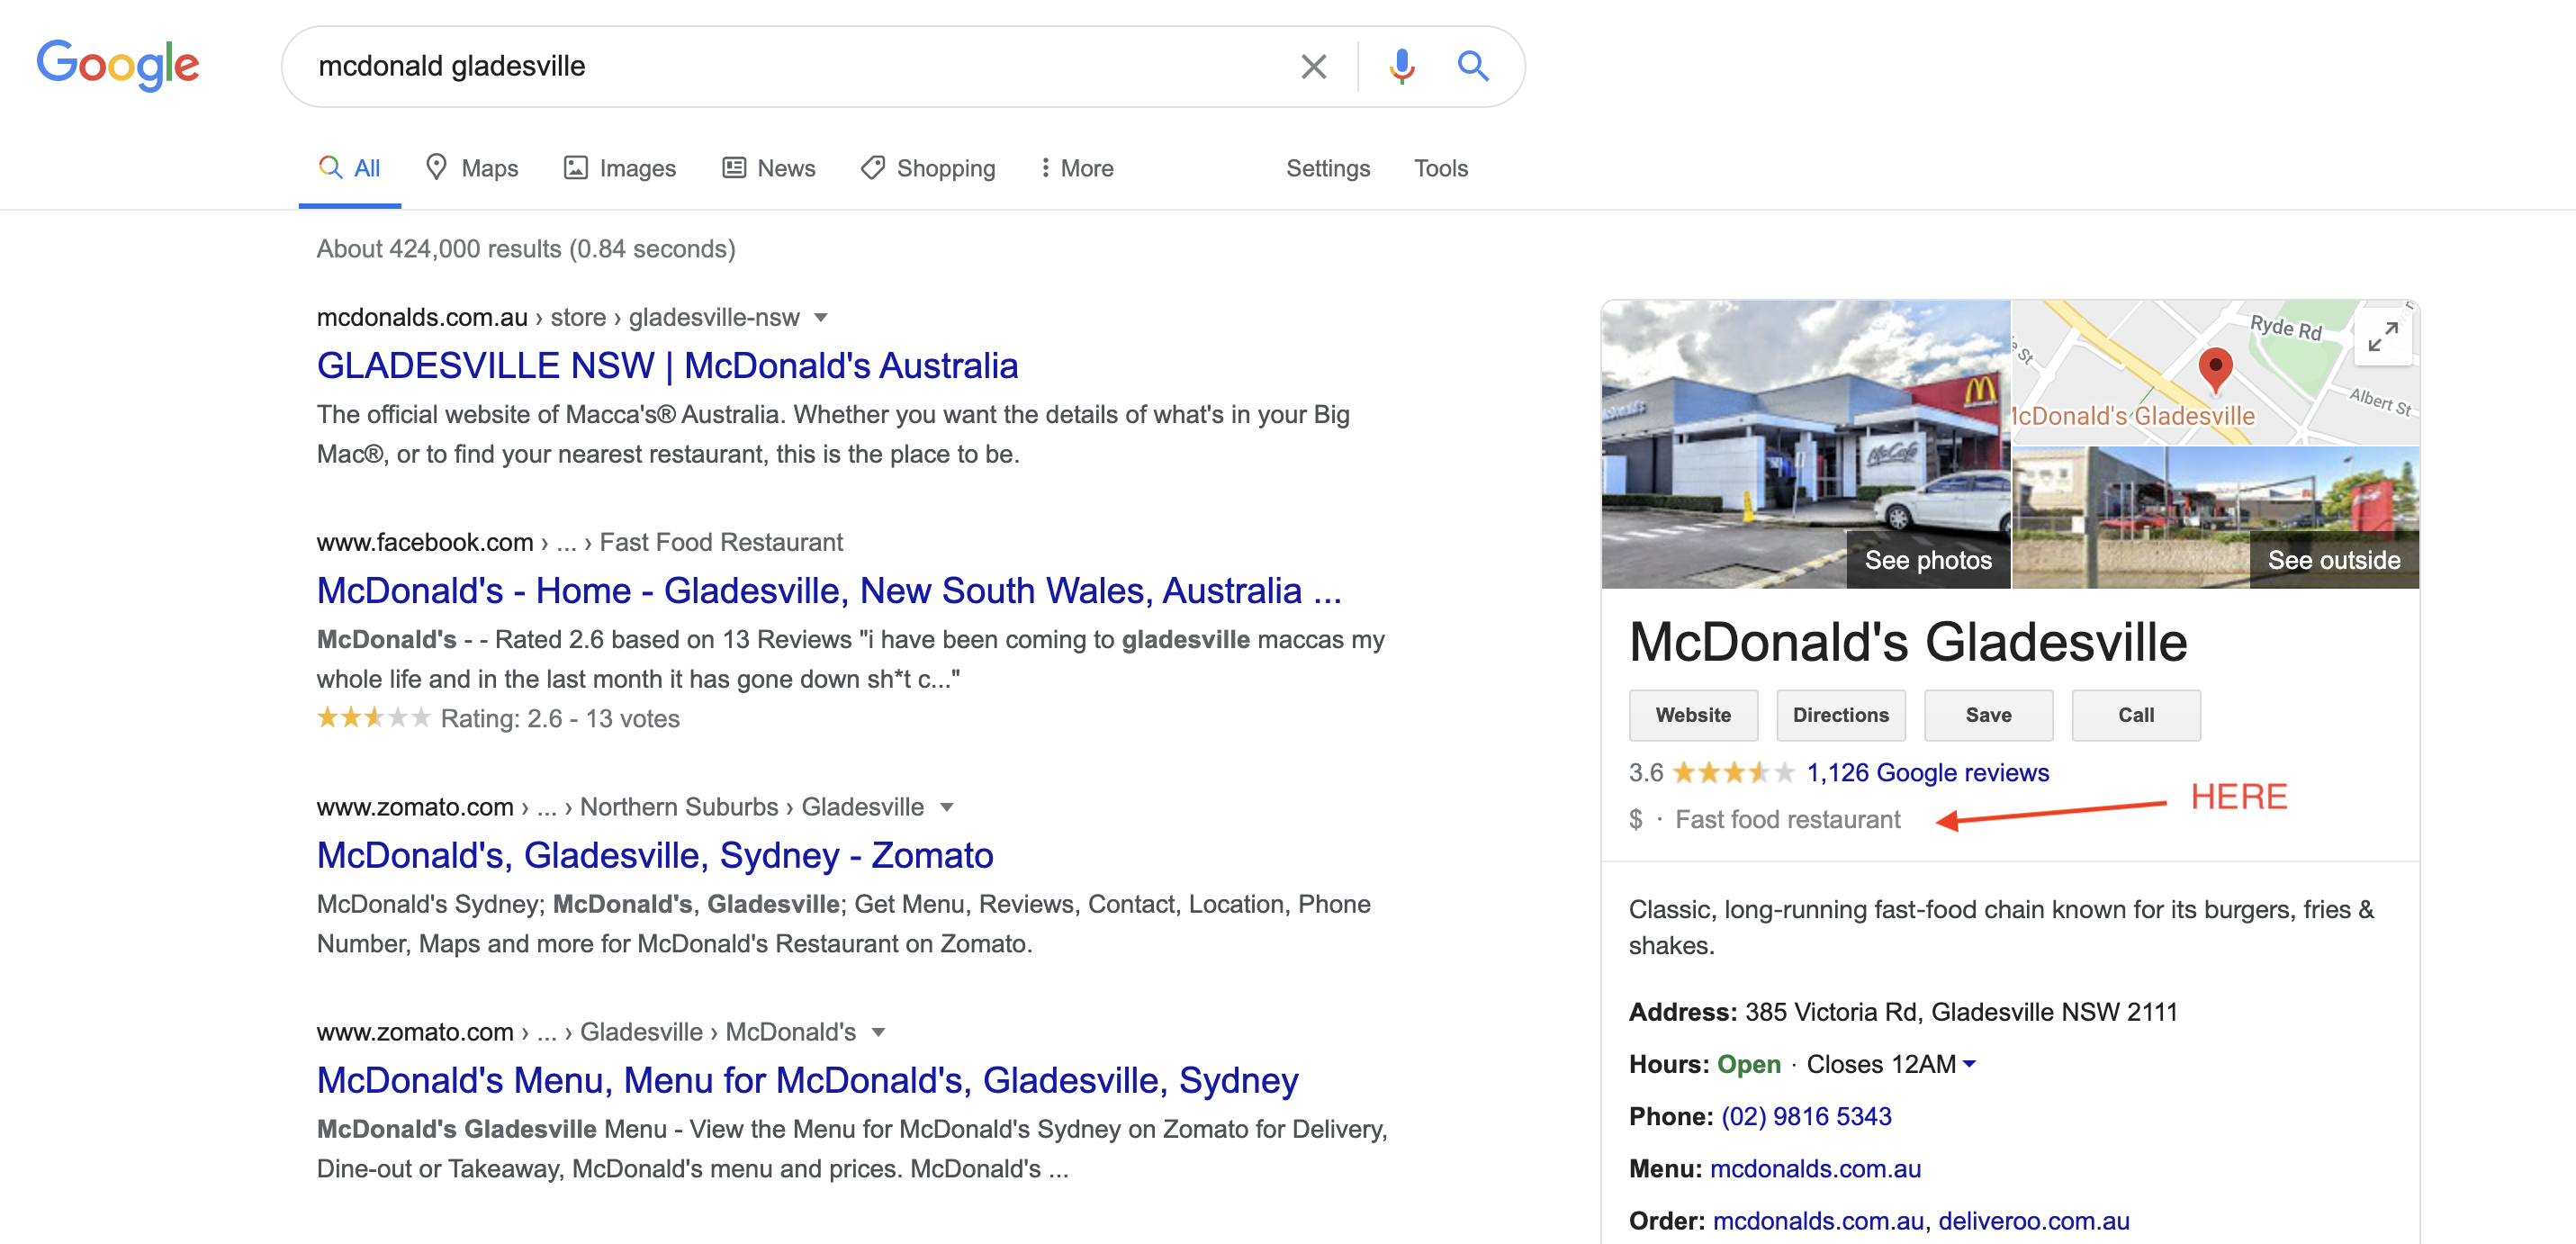 Google
mcdonald gladesville
All
Maps
Images
News
Shopping
More
Settings
Tools
About 424,000 results (0.84 seconds)
mcdonalds.com.au › store › gladesville-nsw
GLADESVILLE NSW | McDonald's Australia
The official website of Macca's® Australia. Whether you want the details of what's in your Big
Mac®, or to find your nearest restaurant, this is the place to be.
www.facebook.com › ... › Fast Food Restaurant
McDonald's - Home - Gladesville, New South Wales, Australia ...
McDonald's - - Rated 2.6 based on 13 Reviews "i have been coming to gladesville maccas my
whole life and in the last month it has gone down sh*t c..."
Rating: 2.6 - 13 votes
www.zomato.com › ... › Northern Suburbs › Gladesville
McDonald's, Gladesville, Sydney - Zomato
McDonald's Sydney; McDonald's, Gladesville; Get Menu, Reviews, Contact, Location, Phone
Number, Maps and more for McDonald's Restaurant on Zomato.
www.zomato.com › ... › Gladesville › McDonald's
McDonald's Menu, Menu for McDonald's, Gladesville, Sydney
McDonald's Gladesville Menu - View the Menu for McDonald's Sydney on Zomato for Delivery,
Dine-out or Takeaway, McDonald's menu and prices. McDonald's ...
McCafé
See photos
Ryde Rd
Albert St
St
McDonald's Gladesville
See outside
McDonald's Gladesville
Website
Directions
Save
Call
3.6 1,126 Google reviews
$ · Fast food restaurant
HERE
Classic, long-running fast-food chain known for its burgers, fries &
shakes.
Address: 385 Victoria Rd, Gladesville NSW 2111
Hours: Open · Closes 12AM
Phone: (02) 9816 5343
Menu: mcdonalds.com.au
Order: mcdonalds.com.au, deliveroo.com.au